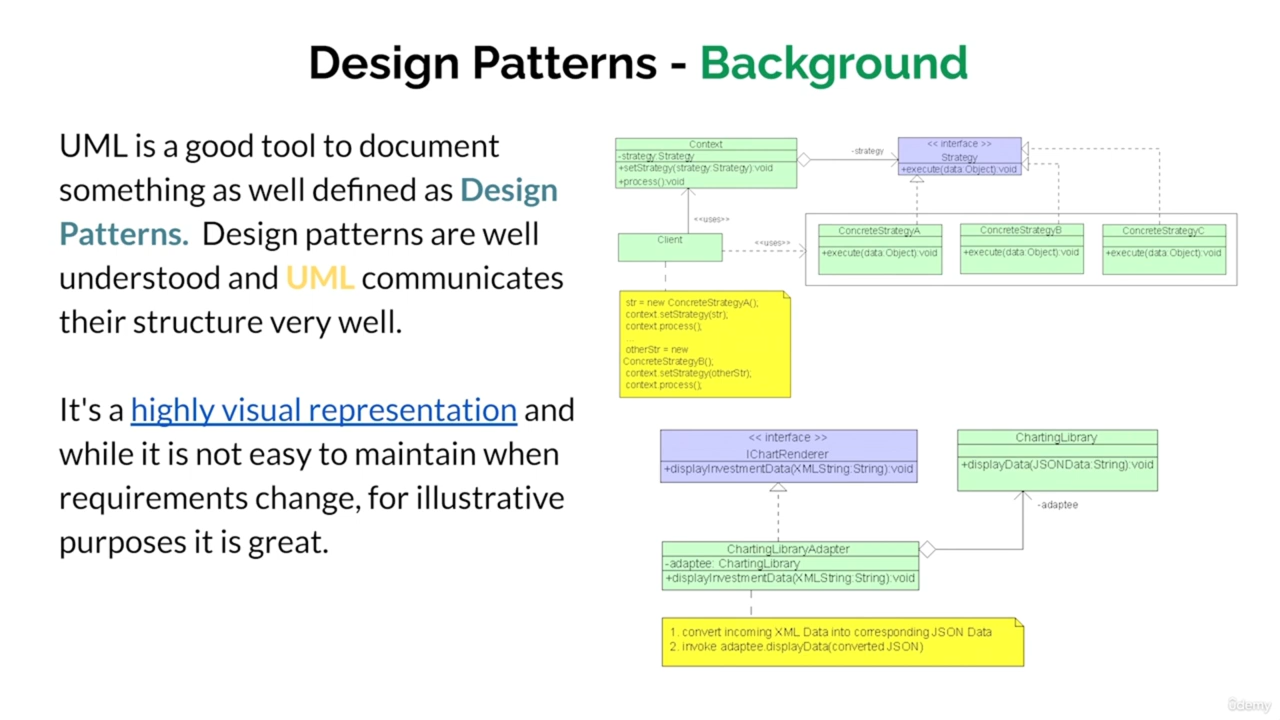 Design Patterns - Background
UML is a good tool to document
something as well defined as Design
Patterns. Design patterns are well
understood and UML communicates
their structure very well.
It's a highly visual representation and
while it is not easy to maintain when
requirements change, for illustrative
purposes it is great.
Context
-strategy:Strategy
+setStrategy(strategy:Strategy):void
+process():void
-strategy
<< interface >>
Strategy
+execute(data:Object):void
<<uses>>
Client
<<uses>>
ConcreteStrategyA
+execute(data:Object):void
ConcreteStrategyB
+execute(data:Object):void
ConcreteStrategyC
+execute(data:Object):void
str = new ConcreteStrategyA();
context.setStrategy(str);
context.process();
...
otherStr = new
ConcreteStrategyB();
context.setStrategy(otherStr);
context.process();
<< interface >>
IChartRenderer
+displayInvestmentData(XMLString:String):void
ChartingLibrary
+displayData(JSONData:String):void
-adaptee
ChartingLibraryAdapter
-adaptee: ChartingLibrary
+displayInvestmentData(XMLString:String):void
1. convert incoming XML Data into corresponding JSON Data
2. invoke adaptee.displayData(converted JSON)
ûdemy